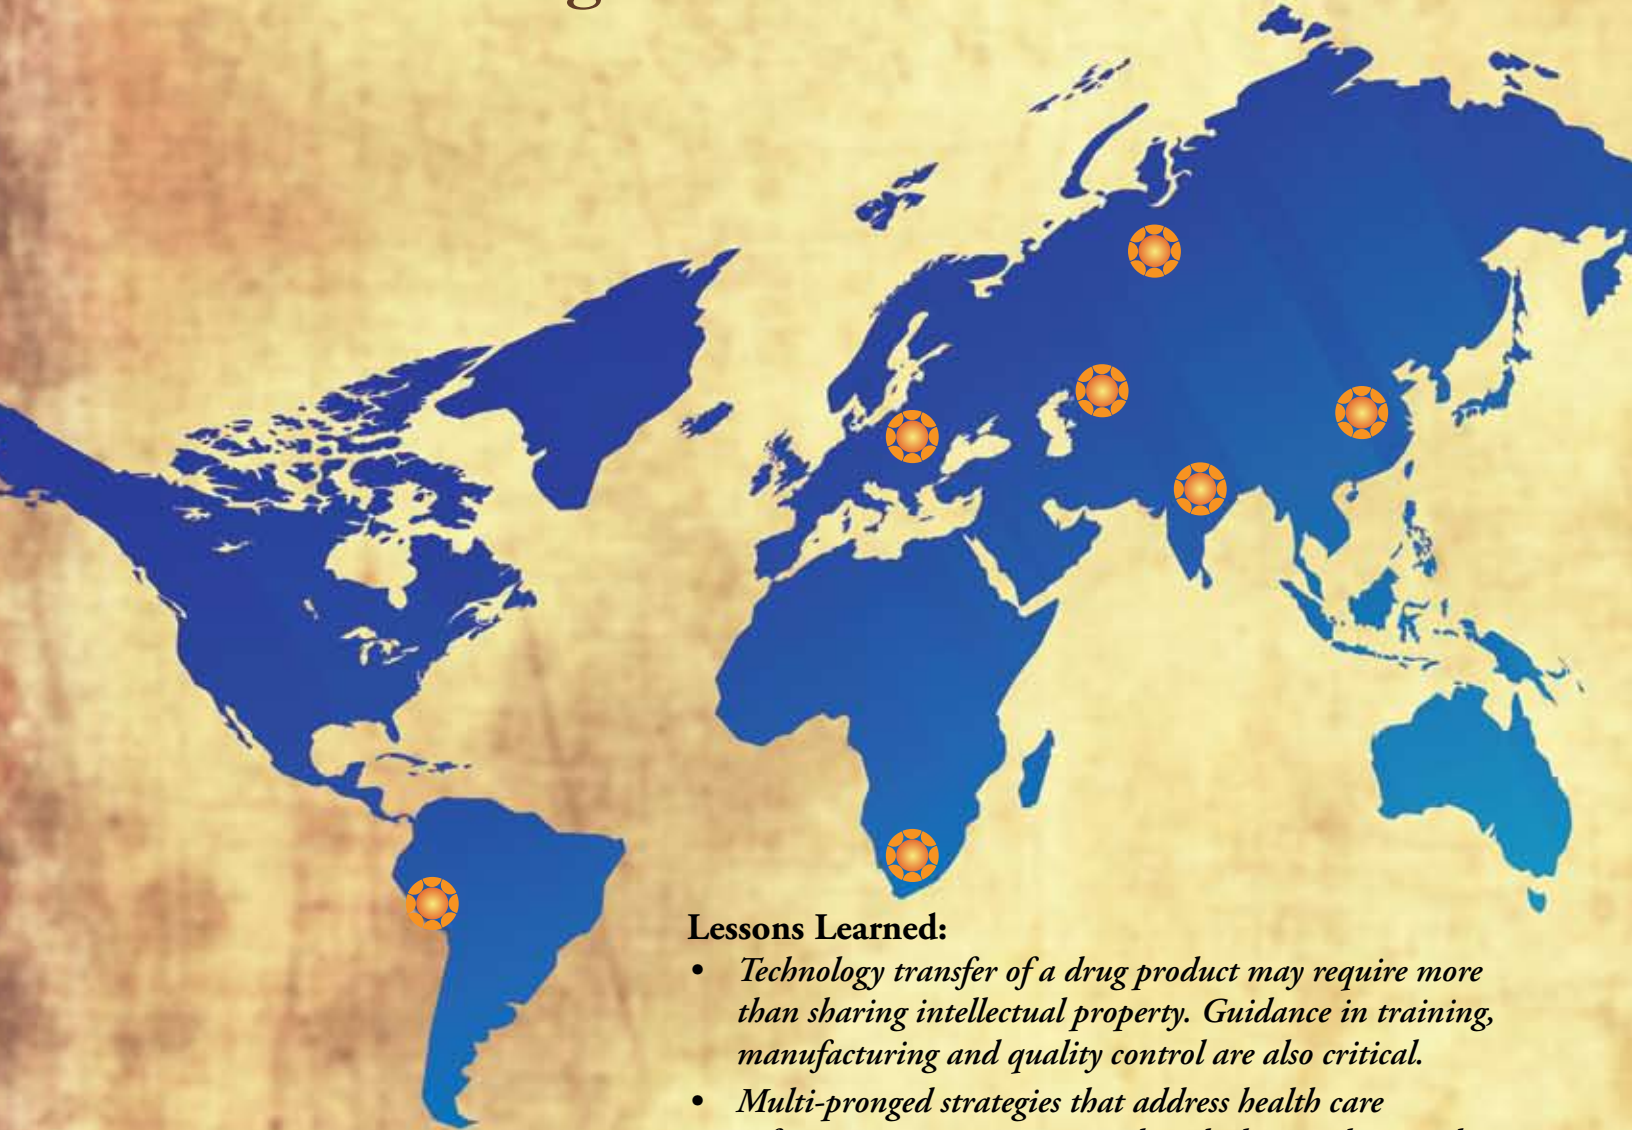 Lessons Learned:
• Technology transfer of a drug product may require more
than sharing intellectual property. Guidance in training,
manufacturing and quality control are also critical.
• Multi-pronged strategies that address health care